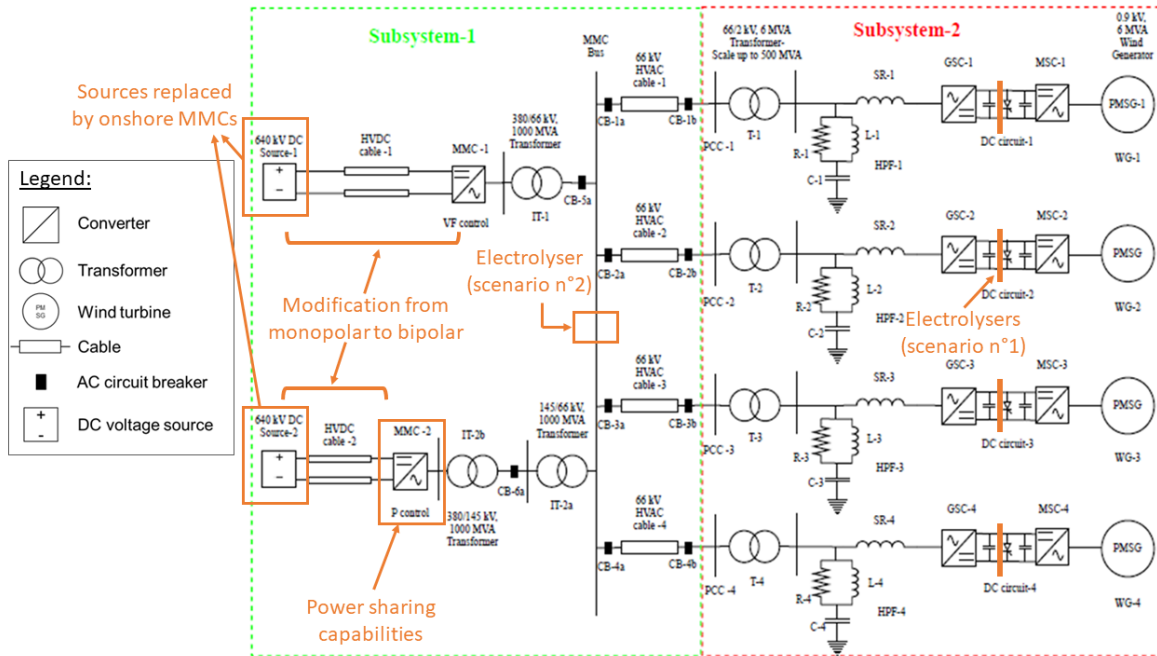 Subsystem-1
Subsystem-2
Sources replaced
by onshore MMCs
Legend:
Converter
Transformer
PM
SG
Wind turbine
Cable
AC circuit breaker
+
-
DC voltage source
640 kV DC
Source-1
+
-
HVDC
cable -1
MMC -1
VF control
380/66 kV,
1000 MVA
Transformer
IT-1
CB-5a
MMC
Bus
Modification from
monopolar to bipolar
Electrolyser
(scenario n°2)
640 kV DC
Source-2
+
-
HVDC
cable -2
MMC -2
P control
IT-2b
380/145 kV,
1000 MVA
Transformer
CB-6a
145/66 kV,
1000 MVA
Transformer
IT-2a
Power sharing
capabilities
66 kV
HVAC
cable -1
CB-1a
CB-1b
66/2 kV, 6 MVA
Transformer-
Scale up to 500 MVA
PCC -1
T-1
SR-1
R-1
L-1
C-1
HPF-1
GSC-1
MSC-1
DC circuit-1
0.9 kV,
6 MVA
Wind
Generator
PMSG-1
WG-1
66 kV
HVAC
cable -2
CB-2a
CB-2b
PCC -2
T-2
SR-2
R-2
L-2
C-2
HPF-2
GSC-2
MSC-2
DC circuit-2
PMSG
WG-2
Electrolysers
(scenario n°1)
66 kV
HVAC
cable -3
CB-3a
CB-3b
PCC -3
T-3
SR-3
R-3
L-3
C-3
HPF-3
GSC-3
MSC-3
DC circuit-3
PMSG
WG-3
66 kV
HVAC
cable -4
CB-4a
CB-4b
PCC -4
T-4
SR-4
R-4
L-4
C-4
HPF-4
GSC-4
MSC-4
DC circuit-4
PMSG
WG-4